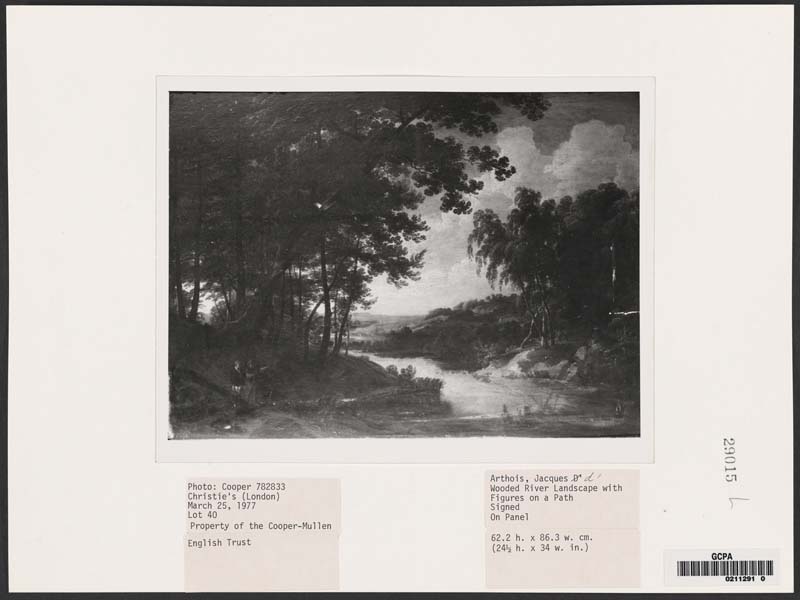 Photo: Cooper 782833
Christie's (London)
March 25, 1977
Lot 40
Property of the Cooper-Mullen
English Trust
Arthois, Jacques D' d'
Wooded River Landscape with
Figures on a Path
Signed
On Panel
62.2 h. x 86.3 w. cm.
(24½ h. x 34 w. in.)
29015 L
GCPA
0211291 0